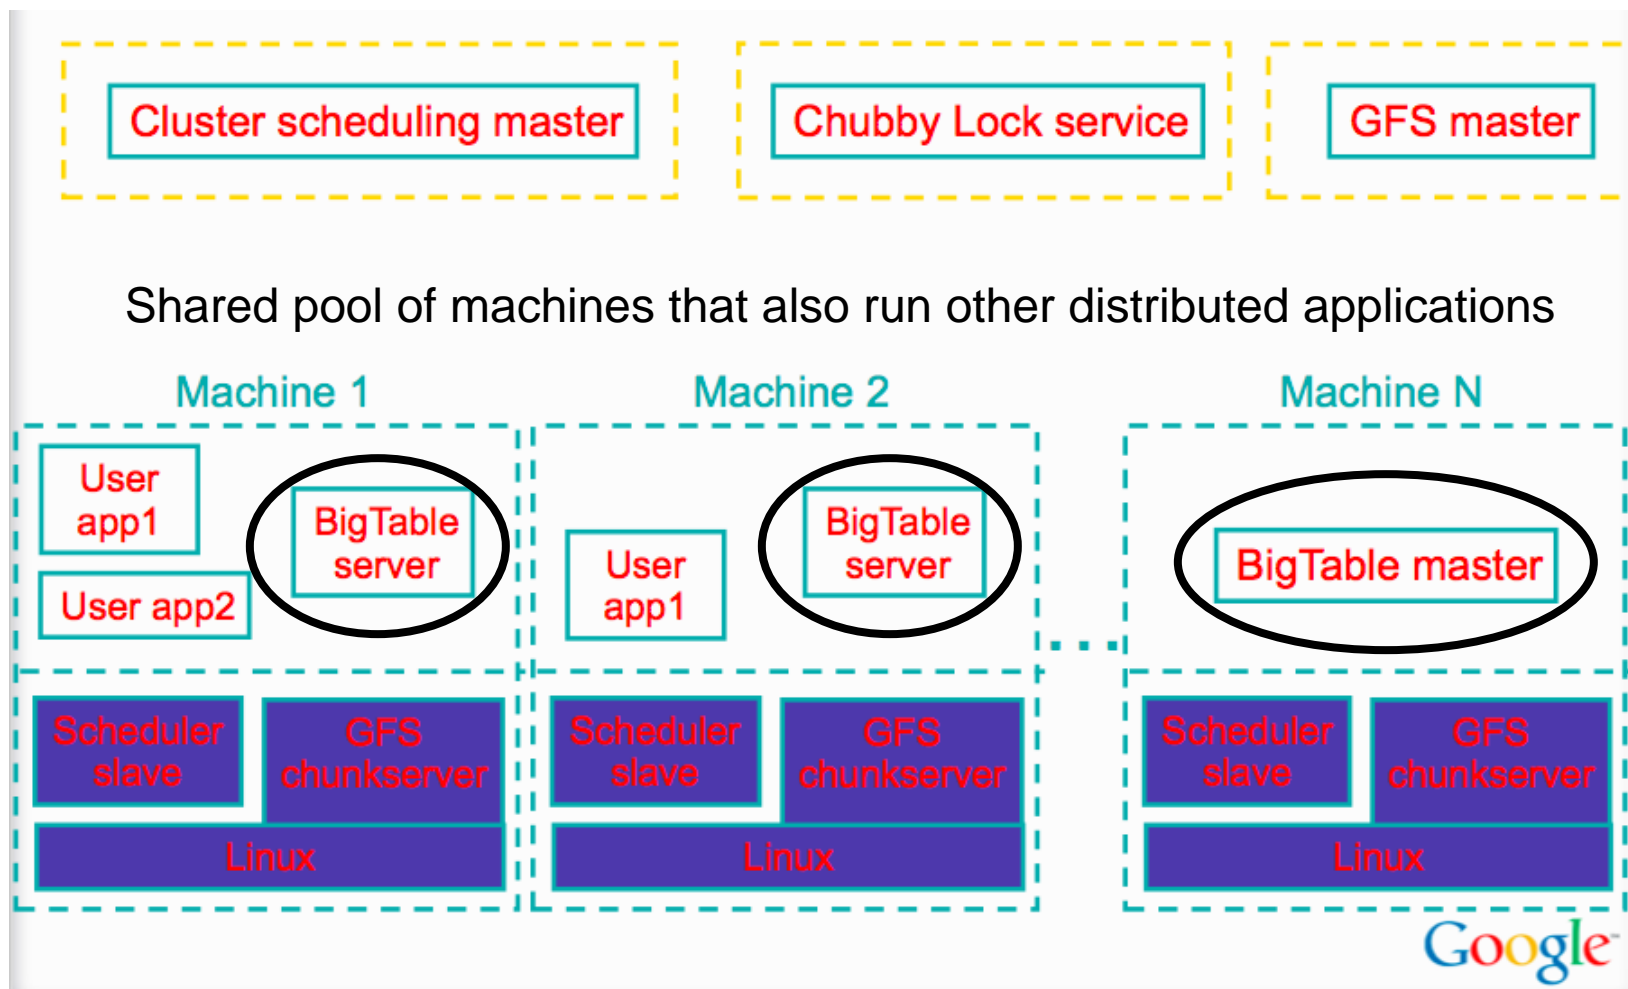 Cluster scheduling master
Chubby Lock service
GFS master
Shared pool of machines that also run other distributed applications
Machine 1
User
app1
User app2
BigTable
server
Scheduler
slave
GFS
chunkserver
Linux
Machine 2
User
app1
BigTable
server
Scheduler
slave
GFS
chunkserver
Linux
...
Machine N
BigTable master
Scheduler
slave
GFS
chunkserver
Linux
Google